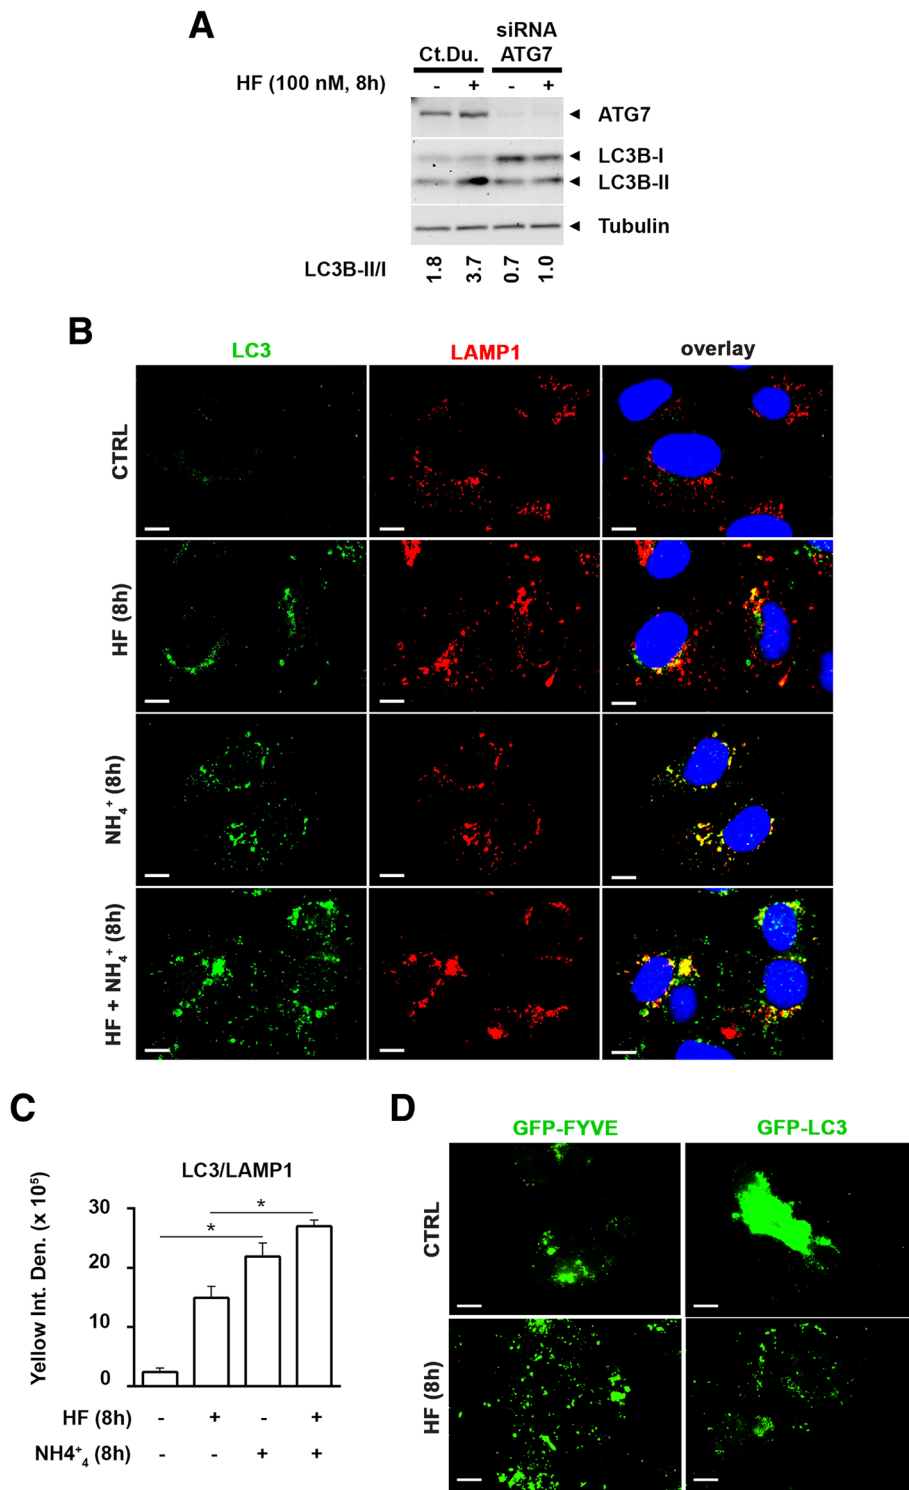 A
siRNA
Ct.Du. ATG7
HF (100 nM, 8h) - + - +
ATG7
LC3B-I
LC3B-II
Tubulin
LC3B-II/I 1.8 3.7 0.7 1.0
B
LC3 LAMP1 overlay
CTRL
HF (8h)
NH₄⁺ (8h)
HF + NH₄⁺ (8h)
C
LC3/LAMP1
Yellow Int. Den. (x 10⁵)
30
20
10
0
* *
HF (8h) - + - +
NH4⁺₄ (8h) - - + +
D
GFP-FYVE GFP-LC3
CTRL
HF (8h)